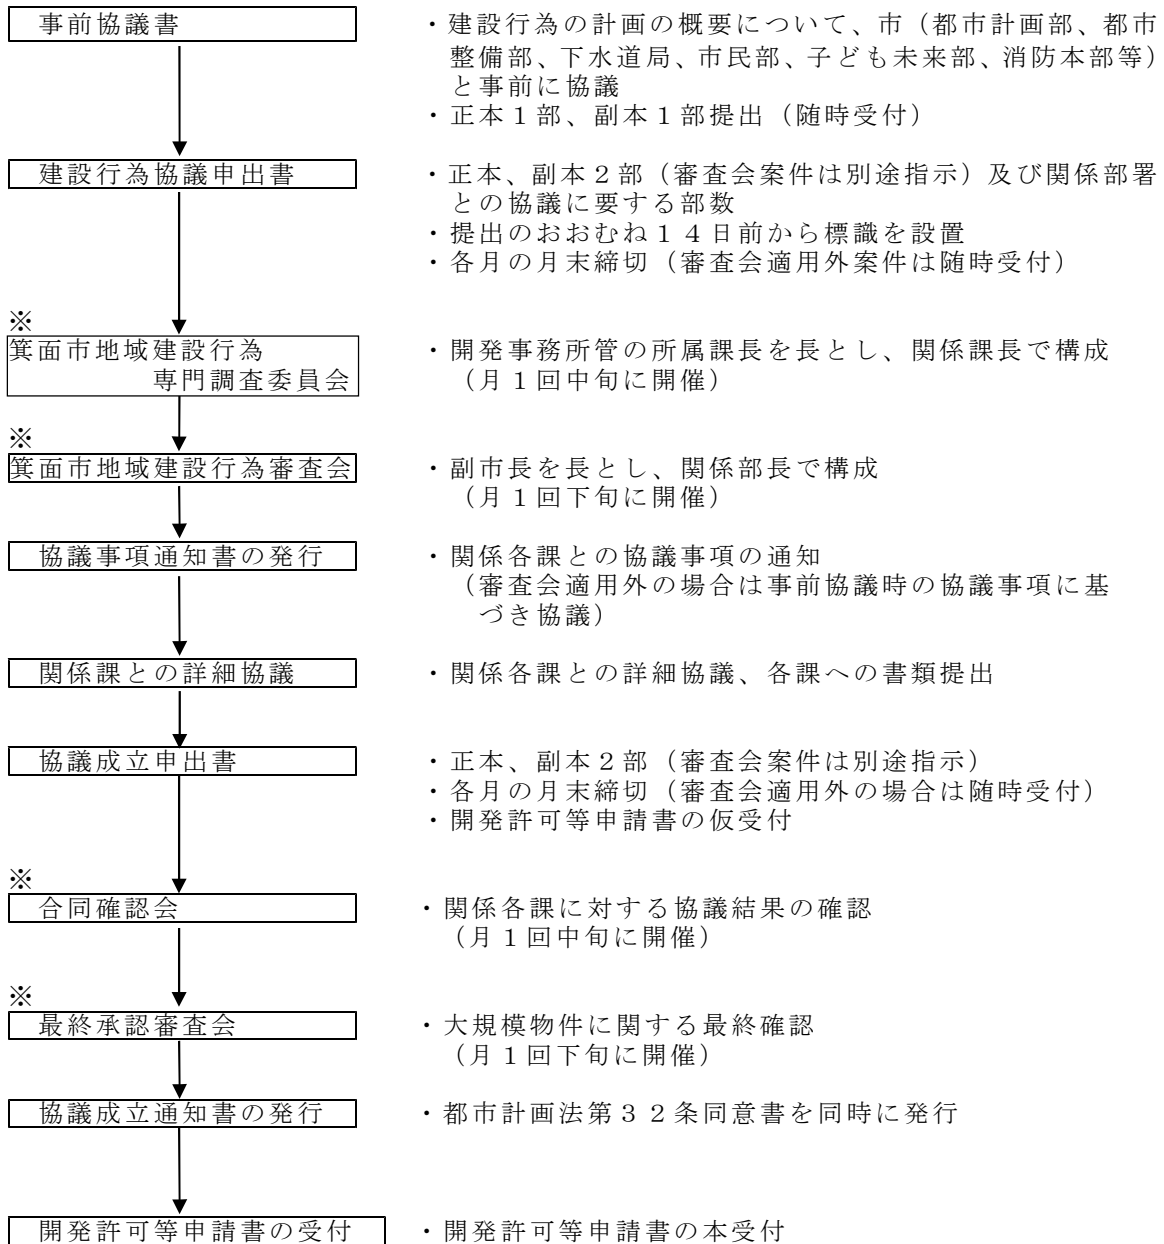 事前協議書
・建設行為の計画の概要について、市（都市計画部、都市
整備部、下水道局、市民部、子ども未来部、消防本部等）
と事前に協議
・正本１部、副本１部提出（随時受付）
建設行為協議申出書
・正本、副本２部（審査会案件は別途指示）及び関係部署
との協議に要する部数
・提出のおおむね１４日前から標識を設置
・各月の月末締切（審査会適用外案件は随時受付）
※
箕面市地域建設行為
専門調査委員会
・開発事務所管の所属課長を長とし、関係課長で構成
（月１回中旬に開催）
※
箕面市地域建設行為審査会
・副市長を長とし、関係部長で構成
（月１回下旬に開催）
協議事項通知書の発行
・関係各課との協議事項の通知
（審査会適用外の場合は事前協議時の協議事項に基
づき協議）
関係課との詳細協議
・関係各課との詳細協議、各課への書類提出
協議成立申出書
・正本、副本２部（審査会案件は別途指示）
・各月の月末締切（審査会適用外の場合は随時受付）
・開発許可等申請書の仮受付
※
合同確認会
・関係各課に対する協議結果の確認
（月１回中旬に開催）
※
最終承認審査会
・大規模物件に関する最終確認
（月１回下旬に開催）
協議成立通知書の発行
・都市計画法第３２条同意書を同時に発行
開発許可等申請書の受付
・開発許可等申請書の本受付